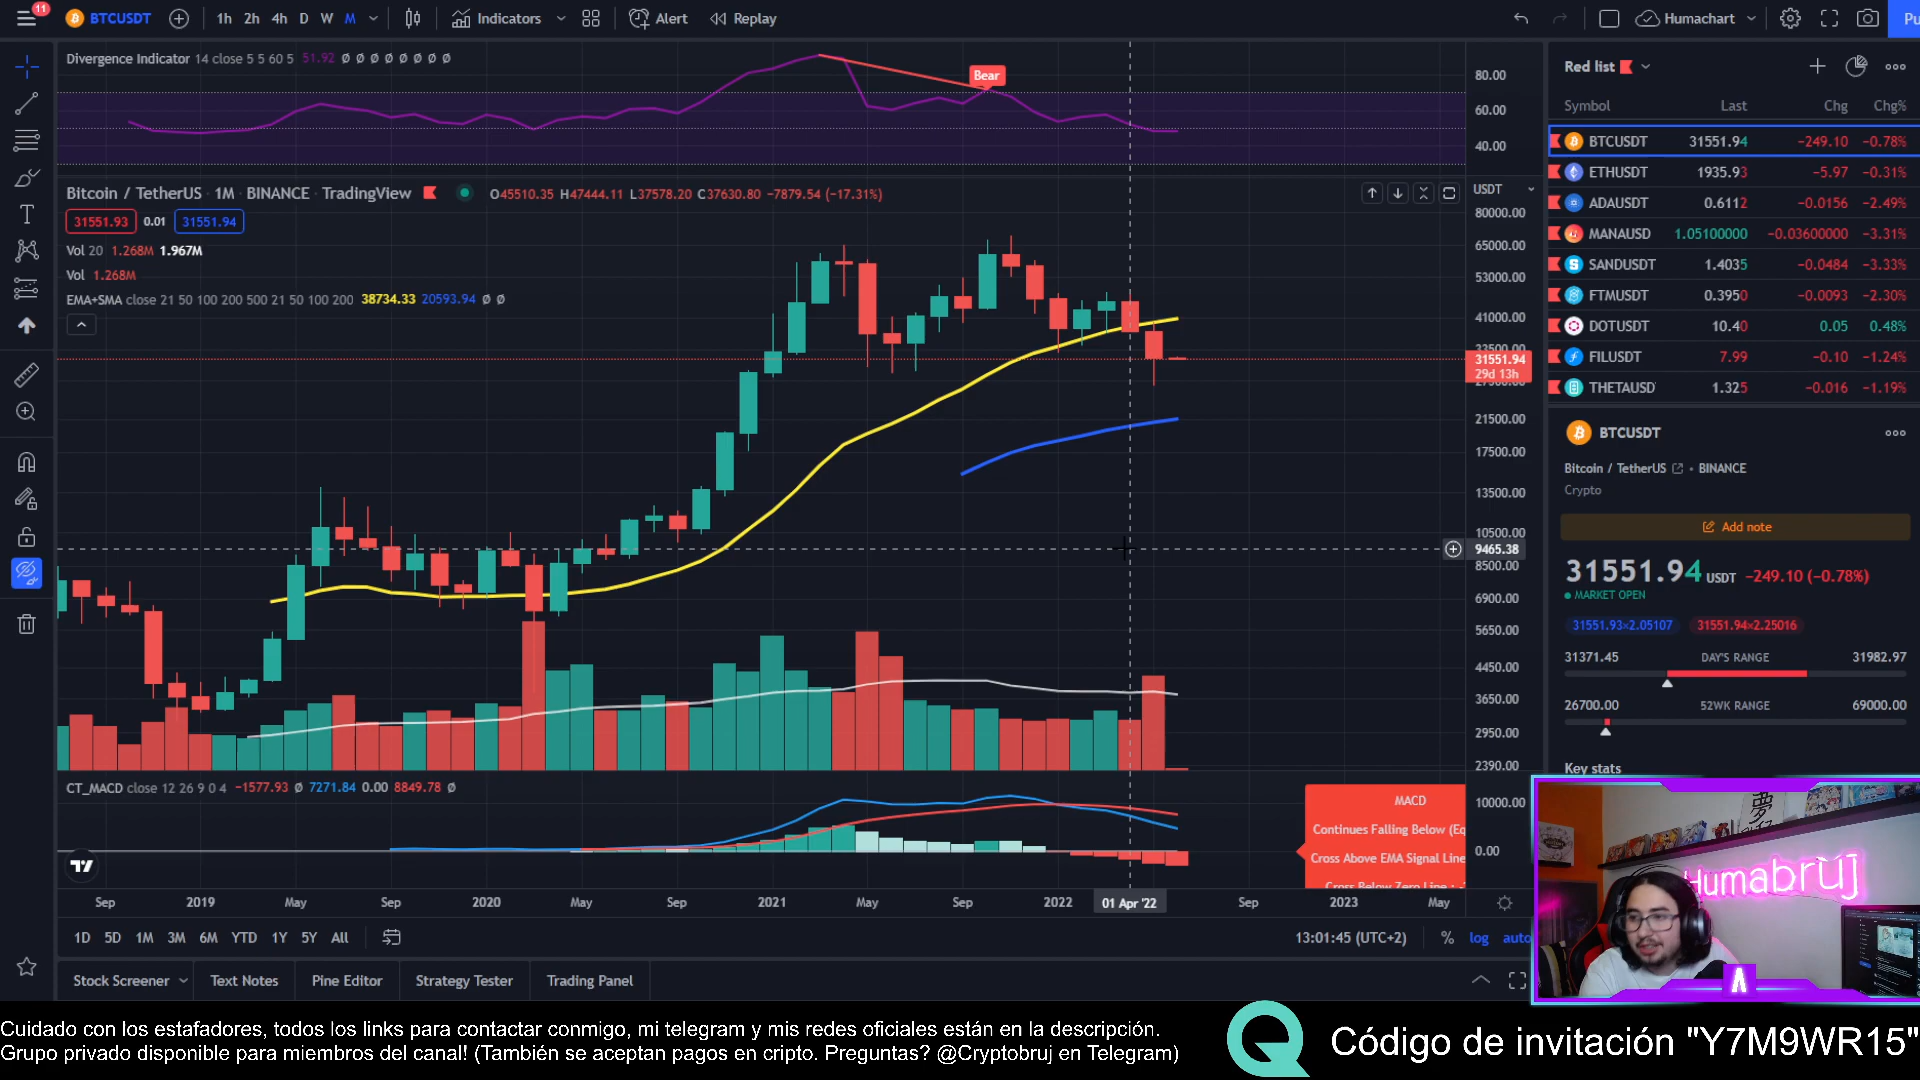 11
BTCUSDT
1h 2h 4h D W M
Indicators
Alert
Replay
Humachart
Pu
Divergence Indicator 14 close 5 5 60 5 51.92 Ø Ø Ø Ø Ø Ø Ø Ø
Bear
80.00
60.00
40.00
Bitcoin / TetherUS · 1M · BINANCE · TradingView
O45510.35 H47444.11 L37578.20 C37630.80 −7879.54 (−17.31%)
USDT
31551.93 0.01 31551.94
Vol 20 1.268M 1.967M
Vol 1.268M
EMA+SMA close 21 50 100 200 500 21 50 100 200 38734.33 20593.94 Ø Ø
80000.00
65000.00
53000.00
41000.00
31551.94
29d 13h
21500.00
17500.00
13500.00
10500.00
9465.38
8500.00
6900.00
5650.00
4450.00
3650.00
2950.00
2390.00
CT_MACD close 12 26 9 0 4 −1577.93 Ø 7271.84 0.00 8849.78 Ø
MACD
Continues Falling Below (Eq
Cross Above EMA Signal Line
Cross Below Zero Line : -
10000.00
0.00
Sep 2019 May Sep 2020 May Sep 2021 May Sep 2022 01 Apr '22 Sep 2023 May
1D 5D 1M 3M 6M YTD 1Y 5Y All
13:01:45 (UTC+2) % log auto
Stock Screener Text Notes Pine Editor Strategy Tester Trading Panel
Red list
Symbol Last Chg Chg%
BTCUSDT 31551.94 −249.10 −0.78%
ETHUSDT 1935.93 −5.97 −0.31%
ADAUSDT 0.6112 −0.0156 −2.49%
MANAUSD 1.05100000 −0.03600000 −3.31%
SANDUSDT 1.4035 −0.0484 −3.33%
FTMUSDT 0.3950 −0.0093 −2.30%
DOTUSDT 10.40 0.05 0.48%
FILUSDT 7.99 −0.10 −1.24%
THETAUSD 1.325 −0.016 −1.19%
BTCUSDT
Bitcoin / TetherUS • BINANCE
Crypto
Add note
31551.94 USDT −249.10 (−0.78%)
MARKET OPEN
31551.93×2.05107 31551.94×2.25016
31371.45 DAY'S RANGE 31982.97
26700.00 52WK RANGE 69000.00
Key stats
Humabruj
Cuidado con los estafadores, todos los links para contactar conmigo, mi telegram y mis redes oficiales están en la descripción.
Grupo privado disponible para miembros del canal! (También se aceptan pagos en cripto. Preguntas? @Cryptobruj en Telegram)
Código de invitación "Y7M9WR15"